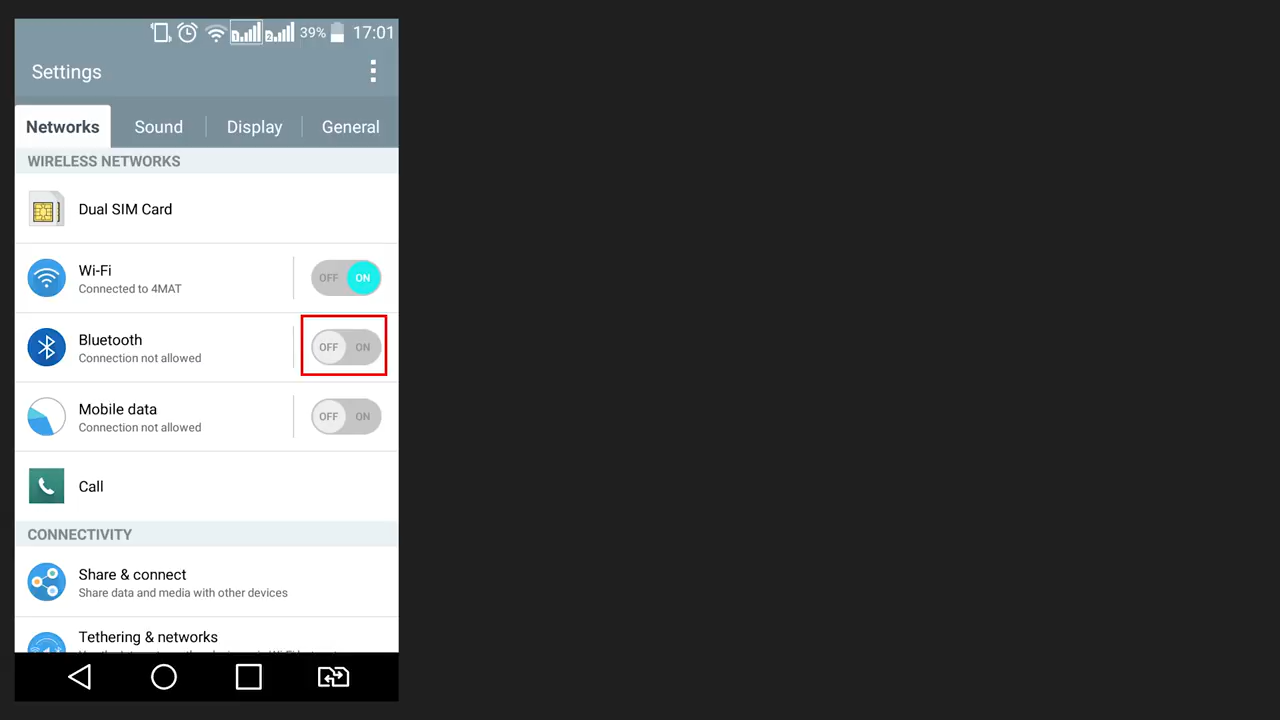 39% 17:01
Settings
Networks Sound Display General
WIRELESS NETWORKS
Dual SIM Card
Wi-Fi
Connected to 4MAT
OFF ON
Bluetooth
Connection not allowed
OFF ON
Mobile data
Connection not allowed
OFF ON
Call
CONNECTIVITY
Share & connect
Share data and media with other devices
Tethering & networks